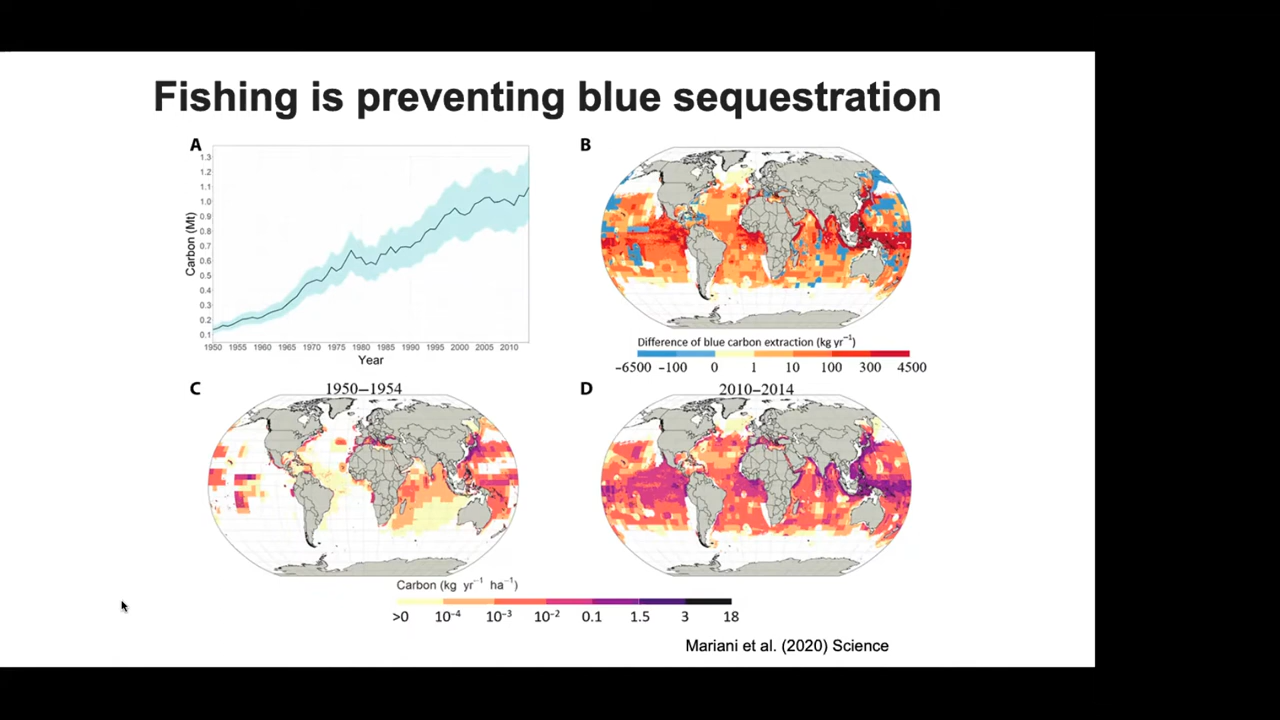 Fishing is preventing blue sequestration
A
1.3
1.2
1.1
1.0
0.9
0.8
0.7
0.6
0.5
0.4
0.3
0.2
0.1
Carbon (Mt)
1950 1955 1960 1965 1970 1975 1980 1985 1990 1995 2000 2005 2010
Year
B
Difference of blue carbon extraction (kg yr⁻¹)
−6500 −100 0 1 10 100 300 4500
C
1950−1954
D
2010−2014
Carbon (kg yr⁻¹ ha⁻¹)
>0 10⁻⁴ 10⁻³ 10⁻² 0.1 1.5 3 18
Mariani et al. (2020) Science